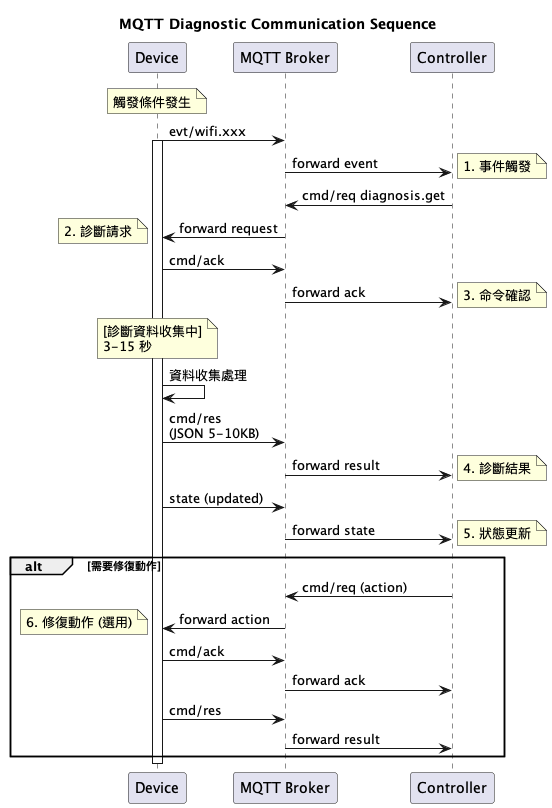 MQTT Diagnostic Communication Sequence
Device
MQTT Broker
Controller
觸發條件發生
evt/wifi.xxx
forward event
1. 事件觸發
cmd/req diagnosis.get
2. 診斷請求
forward request
cmd/ack
forward ack
3. 命令確認
[診斷資料收集中]
3-15 秒
資料收集處理
cmd/res
(JSON 5-10KB)
forward result
4. 診斷結果
state (updated)
forward state
5. 狀態更新
alt
[需要修復動作]
cmd/req (action)
6. 修復動作 (選用)
forward action
cmd/ack
forward ack
cmd/res
forward result
Device
MQTT Broker
Controller